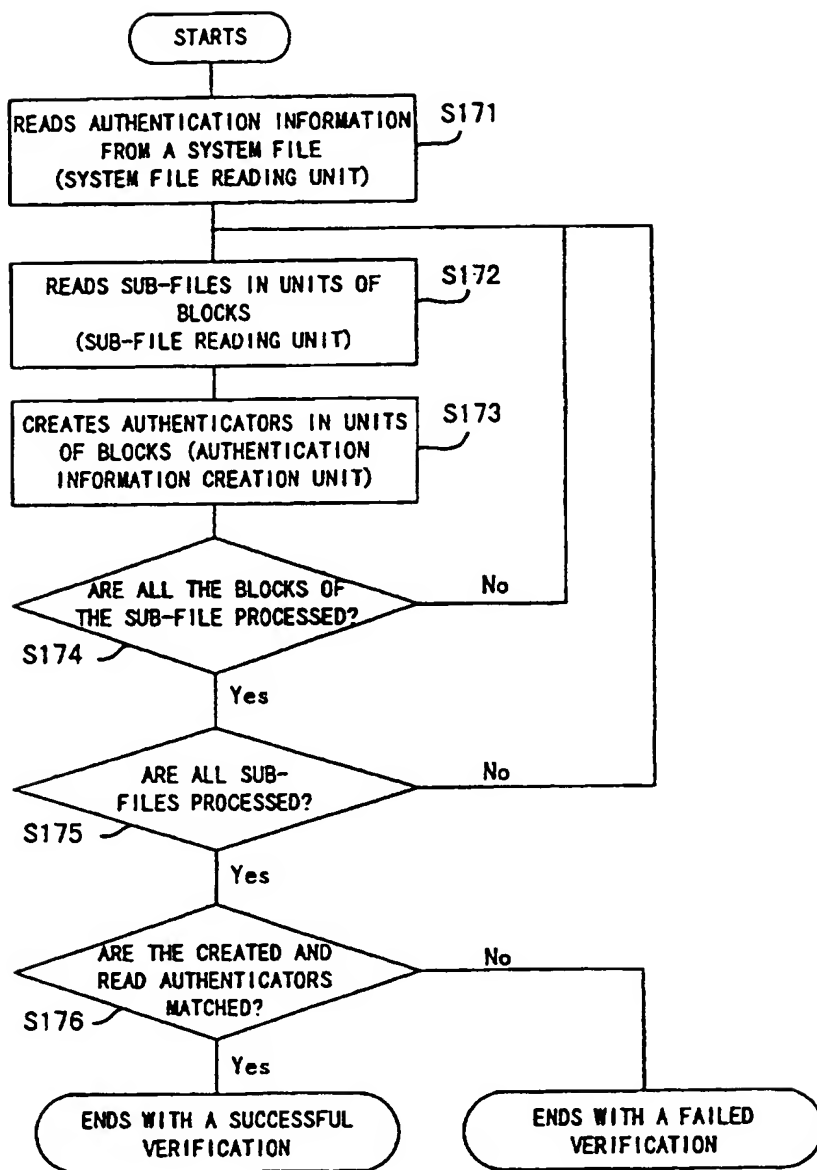 STARTS
READS AUTHENTICATION INFORMATION
FROM A SYSTEM FILE
(SYSTEM FILE READING UNIT)
S171
READS SUB-FILES IN UNITS OF
BLOCKS
(SUB-FILE READING UNIT)
S172
CREATES AUTHENTICATORS IN UNITS
OF BLOCKS (AUTHENTICATION
INFORMATION CREATION UNIT)
S173
ARE ALL THE BLOCKS OF
THE SUB-FILE PROCESSED?
No
S174
Yes
ARE ALL SUB-
FILES PROCESSED?
No
S175
Yes
ARE THE CREATED AND
READ AUTHENTICATORS
MATCHED?
No
S176
Yes
ENDS WITH A SUCCESSFUL
VERIFICATION
ENDS WITH A FAILED
VERIFICATION